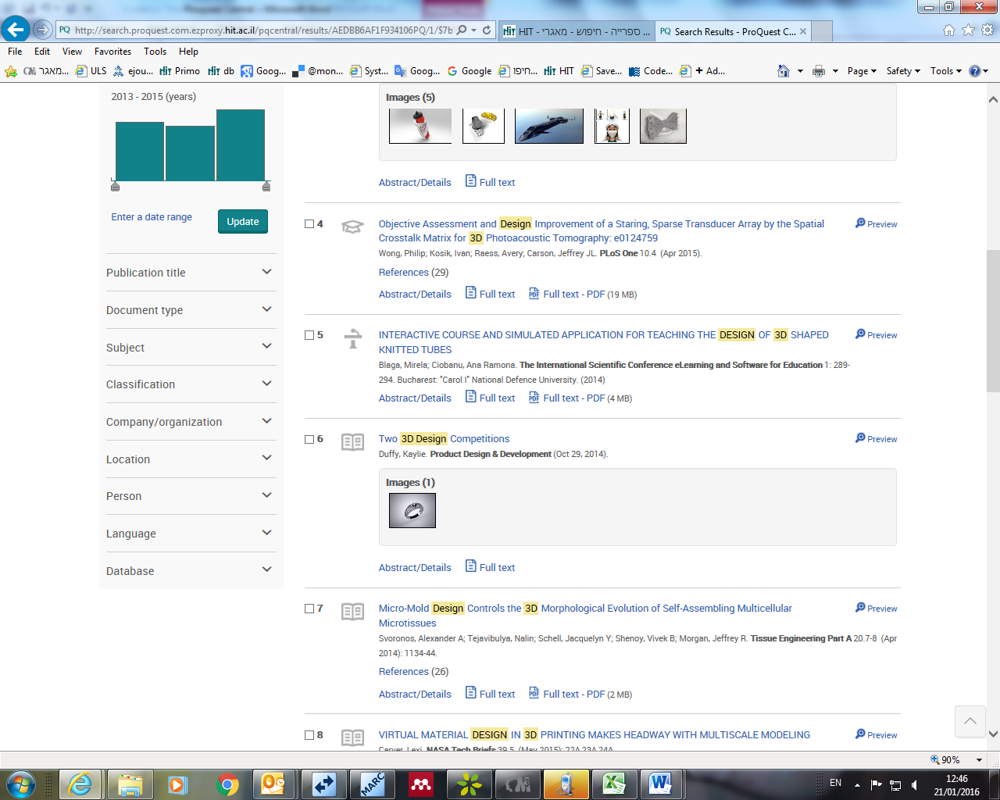 http://search.proquest.com.ezproxy.hit.ac.il/pqcentral/results/AEDBB6AF1F934106PQ/1/$7b
HIT - ספרייה - חיפוש - מאגרי ...
PQ Search Results - ProQuest C...
File Edit View Favorites Tools Help
מאגר... ULS ejou... HIT Primo HIT db Goog... @mon... Syst... Goog... Google חיפו... HIT Save... Code... + Ad... Page Safety Tools
2013 - 2015 (years)
Enter a date range
Update
Publication title
Document type
Subject
Classification
Company/organization
Location
Person
Language
Database
Images (5)
Abstract/Details Full text
4 Objective Assessment and Design Improvement of a Staring, Sparse Transducer Array by the Spatial Preview
Crosstalk Matrix for 3D Photoacoustic Tomography: e0124759
Wong, Philip; Kosik, Ivan; Raess, Avery; Carson, Jeffrey JL. PLoS One 10.4 (Apr 2015).
References (29)
Abstract/Details Full text Full text - PDF (19 MB)
5 INTERACTIVE COURSE AND SIMULATED APPLICATION FOR TEACHING THE DESIGN OF 3D SHAPED Preview
KNITTED TUBES
Blaga, Mirela; Ciobanu, Ana Ramona. The International Scientific Conference eLearning and Software for Education 1: 289-
294. Bucharest: "Carol I" National Defence University. (2014)
Abstract/Details Full text Full text - PDF (4 MB)
6 Two 3D Design Competitions Preview
Duffy, Kaylie. Product Design & Development (Oct 29, 2014).
Images (1)
Abstract/Details Full text
7 Micro-Mold Design Controls the 3D Morphological Evolution of Self-Assembling Multicellular Preview
Microtissues
Svoronos, Alexander A; Tejavibulya, Nalin; Schell, Jacquelyn Y; Shenoy, Vivek B; Morgan, Jeffrey R. Tissue Engineering Part A 20.7-8 (Apr
2014): 1134-44.
References (26)
Abstract/Details Full text Full text - PDF (2 MB)
8 VIRTUAL MATERIAL DESIGN IN 3D PRINTING MAKES HEADWAY WITH MULTISCALE MODELING Preview
Carver, Lexi. NASA Tech Briefs 39.5 (May 2015): 22A,23A,24A.
90%
MARC
EN
12:46
21/01/2016